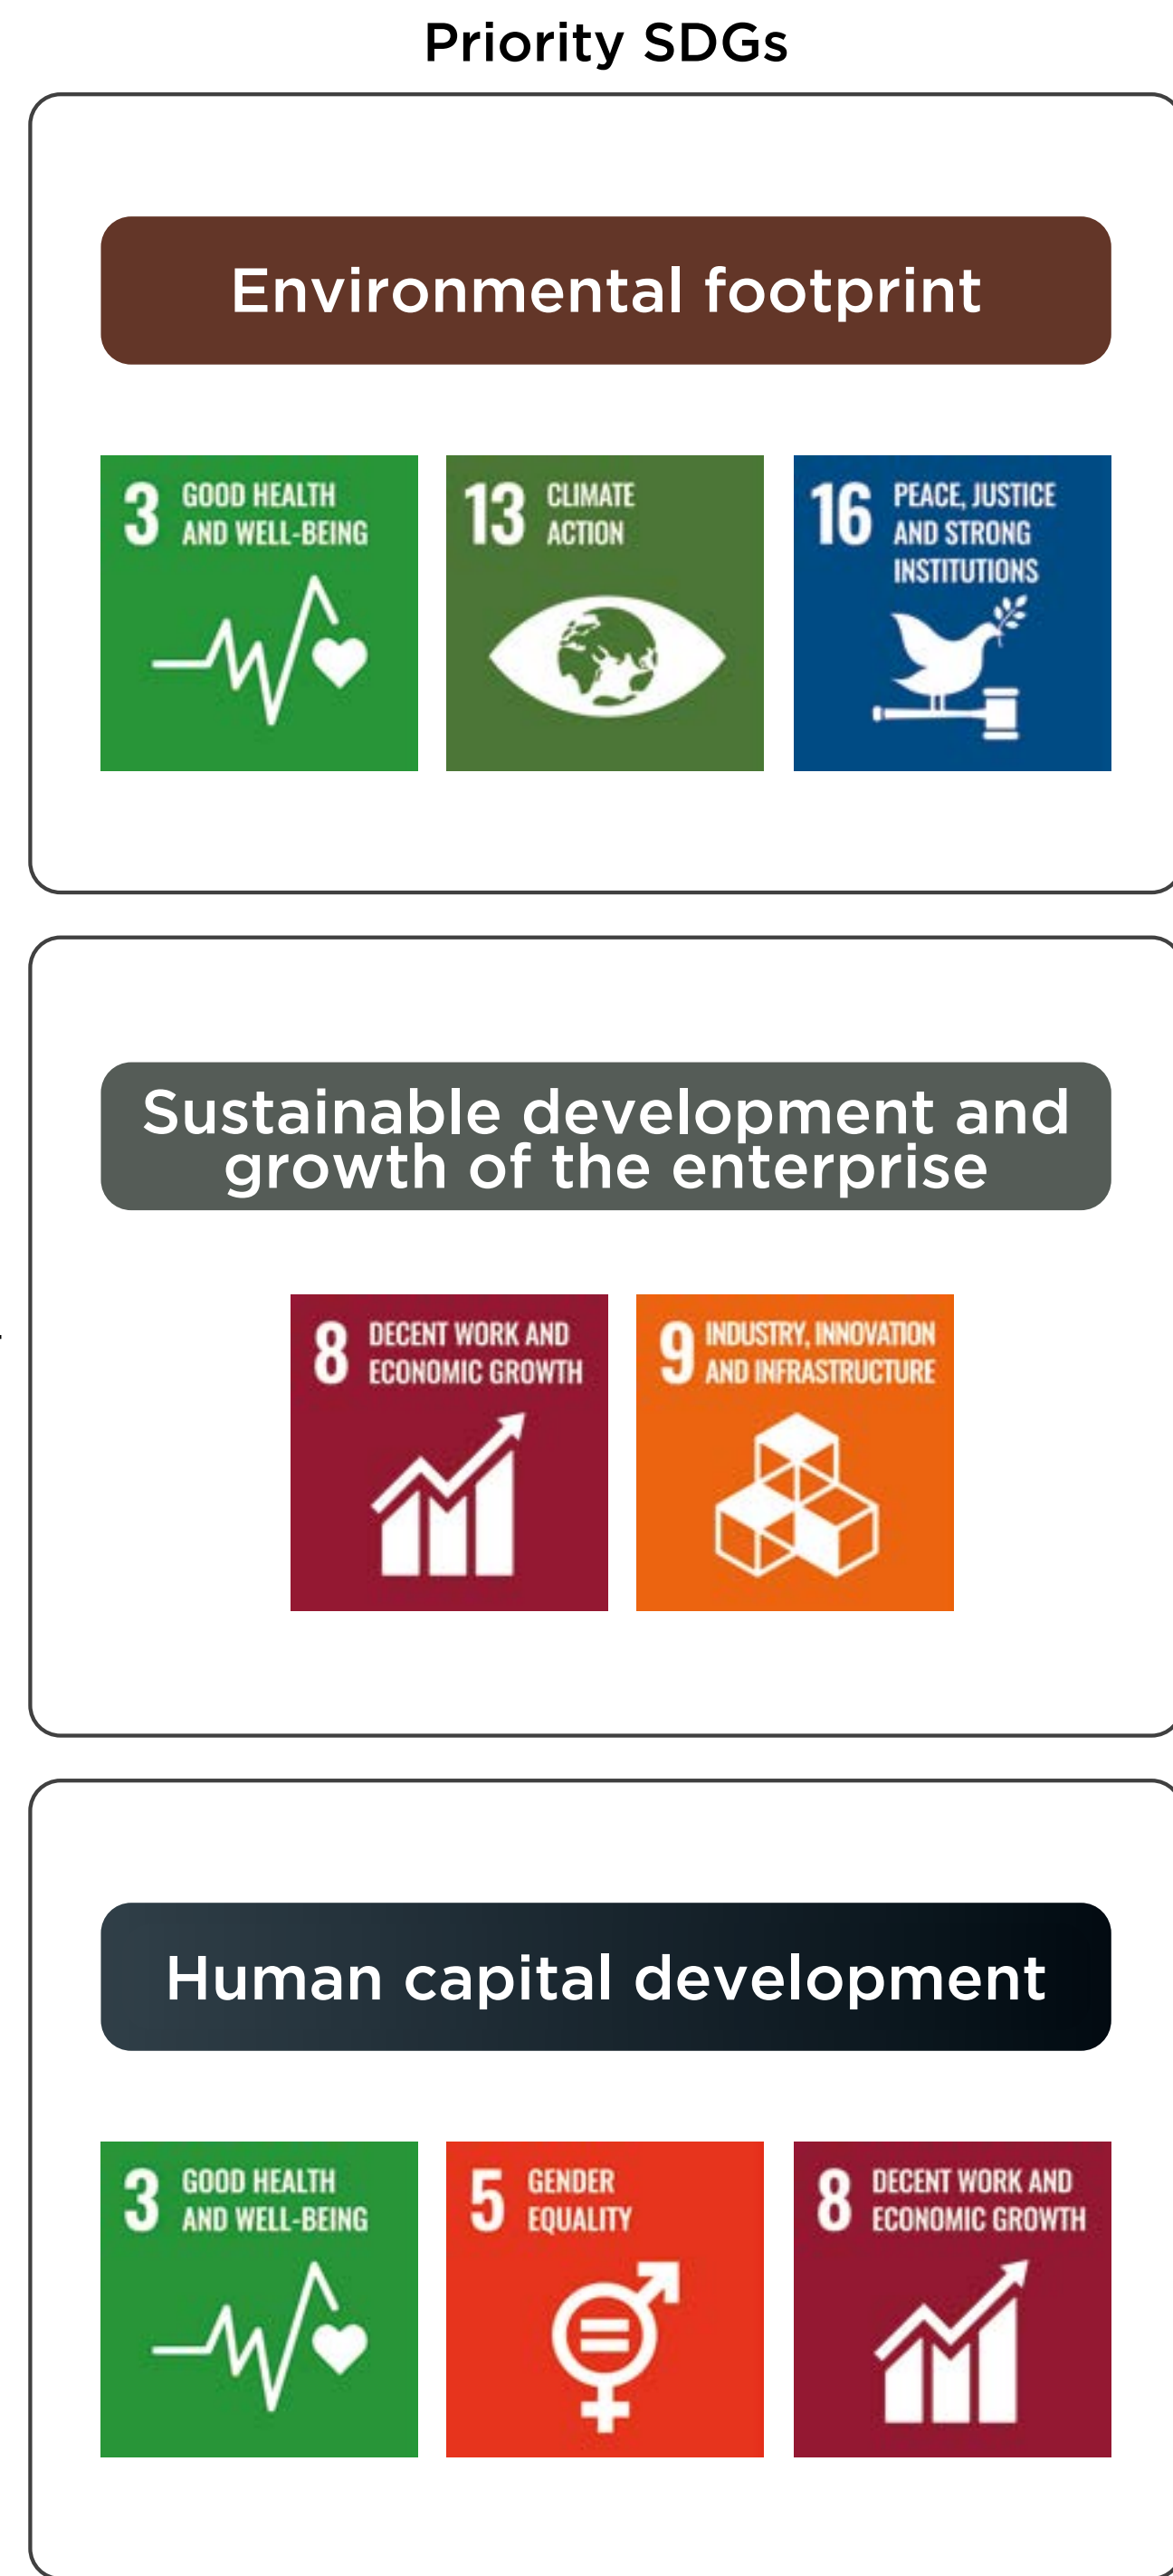 Priority SDGs
Environmental footprint
3 GOOD HEALTH
AND WELL-BEING
13 CLIMATE
ACTION
16 PEACE, JUSTICE
AND STRONG
INSTITUTIONS
Sustainable development and
growth of the enterprise
8 DECENT WORK AND
ECONOMIC GROWTH
9 INDUSTRY, INNOVATION
AND INFRASTRUCTURE
Human capital development
3 GOOD HEALTH
AND WELL-BEING
5 GENDER
EQUALITY
8 DECENT WORK AND
ECONOMIC GROWTH